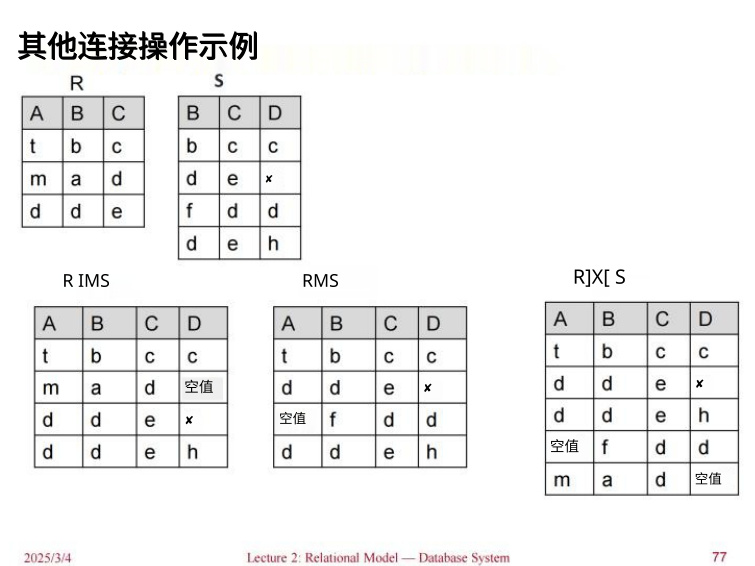 其他连接操作示例
R
A B C
t b c
m a d
d d e
S
B C D
b c c
d e ✘
f d d
d e h
R IMS
A B C D
t b c c
m a d 空值
d d e ✘
d d e h
RMS
A B C D
t b c c
d d e ✘
空值 f d d
d d e h
R]X[ S
A B C D
t b c c
d d e ✘
d d e h
空值 f d d
m a d 空值
2025/3/4
Lecture 2: Relational Model — Database System
77